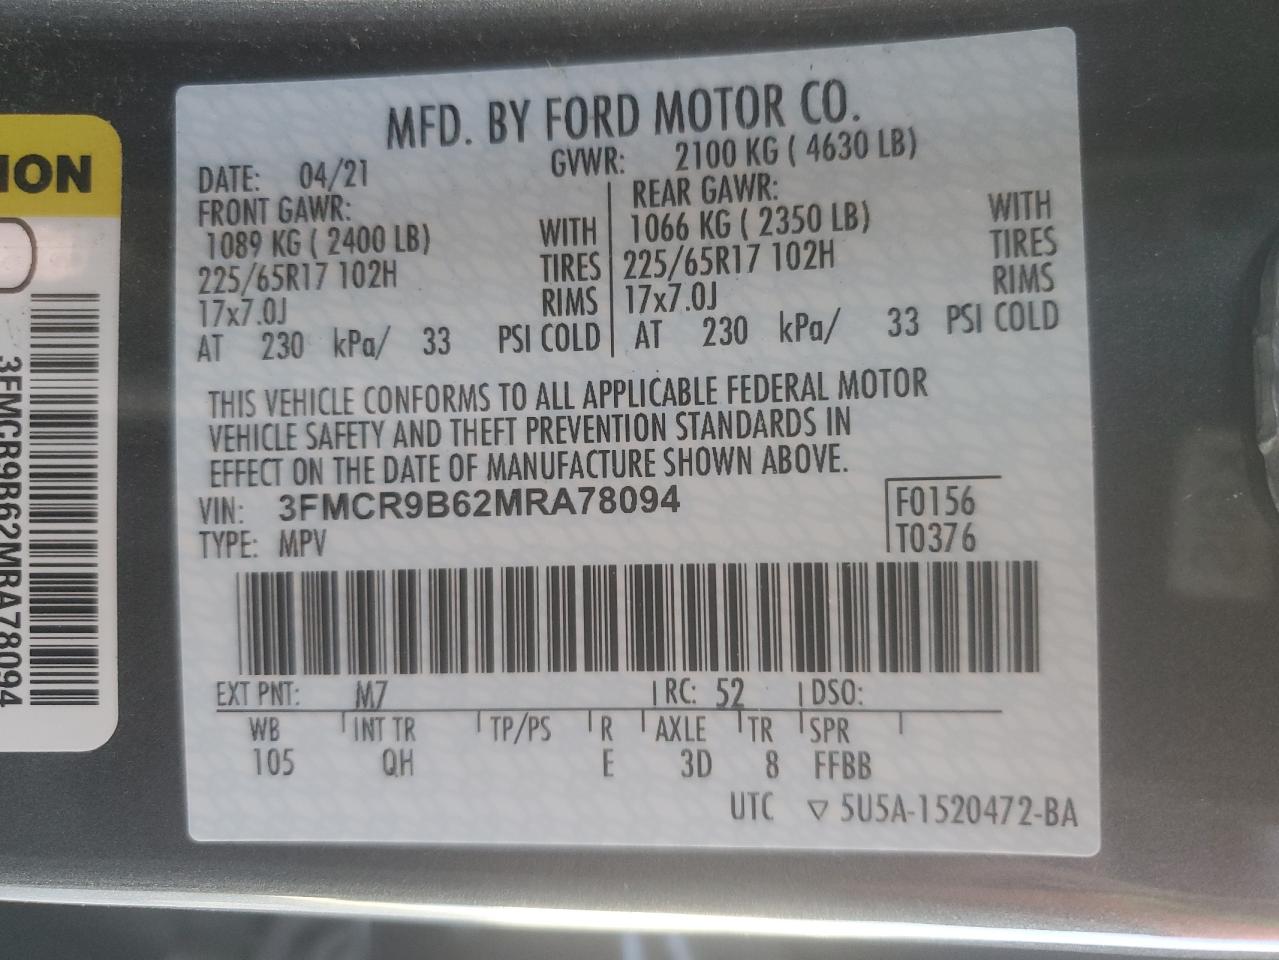 MFD. BY FORD MOTOR CO.
DATE: 04/21
GVWR: 2100 KG ( 4630 LB)
FRONT GAWR:
1089 KG ( 2400 LB) WITH
225/65R17 102H TIRES
17x7.0J RIMS
AT 230 kPa/ 33 PSI COLD
REAR GAWR:
1066 KG ( 2350 LB) WITH
225/65R17 102H TIRES
17x7.0J RIMS
AT 230 kPa/ 33 PSI COLD
THIS VEHICLE CONFORMS TO ALL APPLICABLE FEDERAL MOTOR
VEHICLE SAFETY AND THEFT PREVENTION STANDARDS IN
EFFECT ON THE DATE OF MANUFACTURE SHOWN ABOVE.
VIN: 3FMCR9B62MRA78094
F0156
TYPE: MPV
T0376
EXT PNT: M7 RC: 52 DSO:
WB INT TR TP/PS R AXLE TR SPR
105 QH E 3D 8 FFBB
UTC ▽ 5U5A-1520472-BA
ION
3FMCR9B62MRA78094